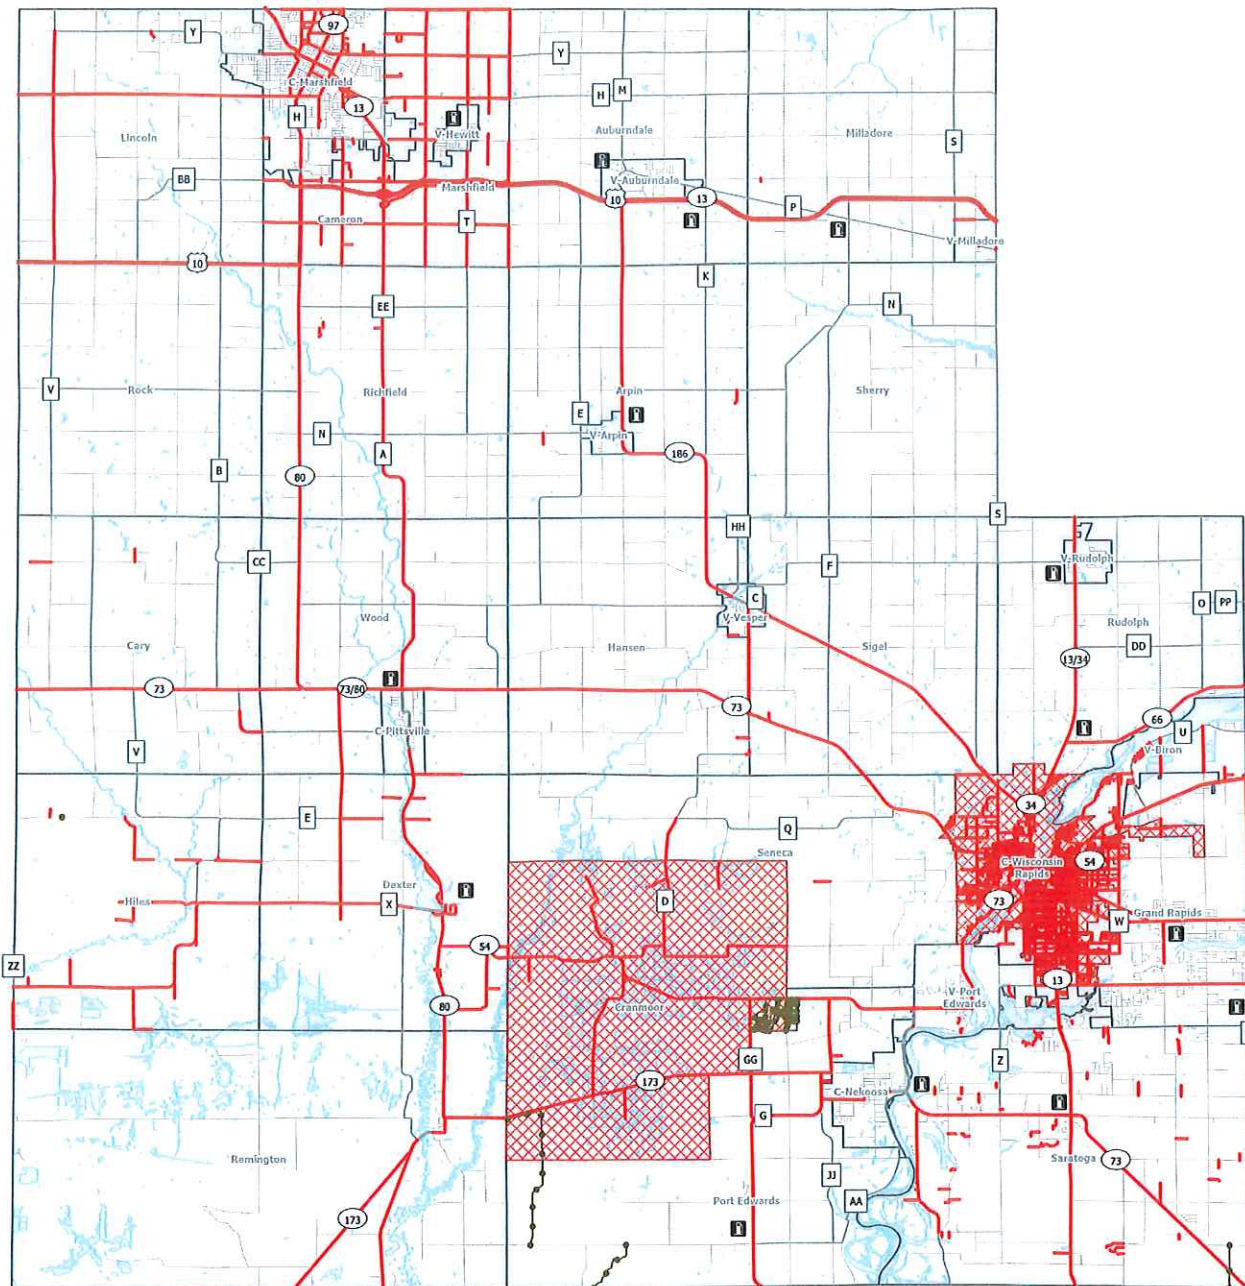 97
Y
Y
C-Marshfield
H
M
H
13
V-Hewitt
Auburndale
Milladore
Lincoln
S
BB
V-Auburndale
Marshfield
10
13
P
Cameron
T
V-Milladore
10
K
EE
N
V
Rock
Richfield
Arpin
Sherry
E
N
V-Arpin
A
186
B
80
S
HH
V-Rudolph
CC
F
C
O
PP
V-Vesper
Wood
Rudolph
Cary
Hansen
Sigel
DD
13/34
73
73/80
73
66
C-Pittsville
U
V
V-Biron
34
E
Q
Seneca
54
C-Wisconsin
Rapids
Dexter
Hiles
X
D
73
Grand Rapids
W
54
ZZ
13
V-Port
Edwards
80
Cranmoor
GG
Z
173
C-Nekoosa
G
Remington
Saratoga
73
JJ
Port Edwards
AA
173